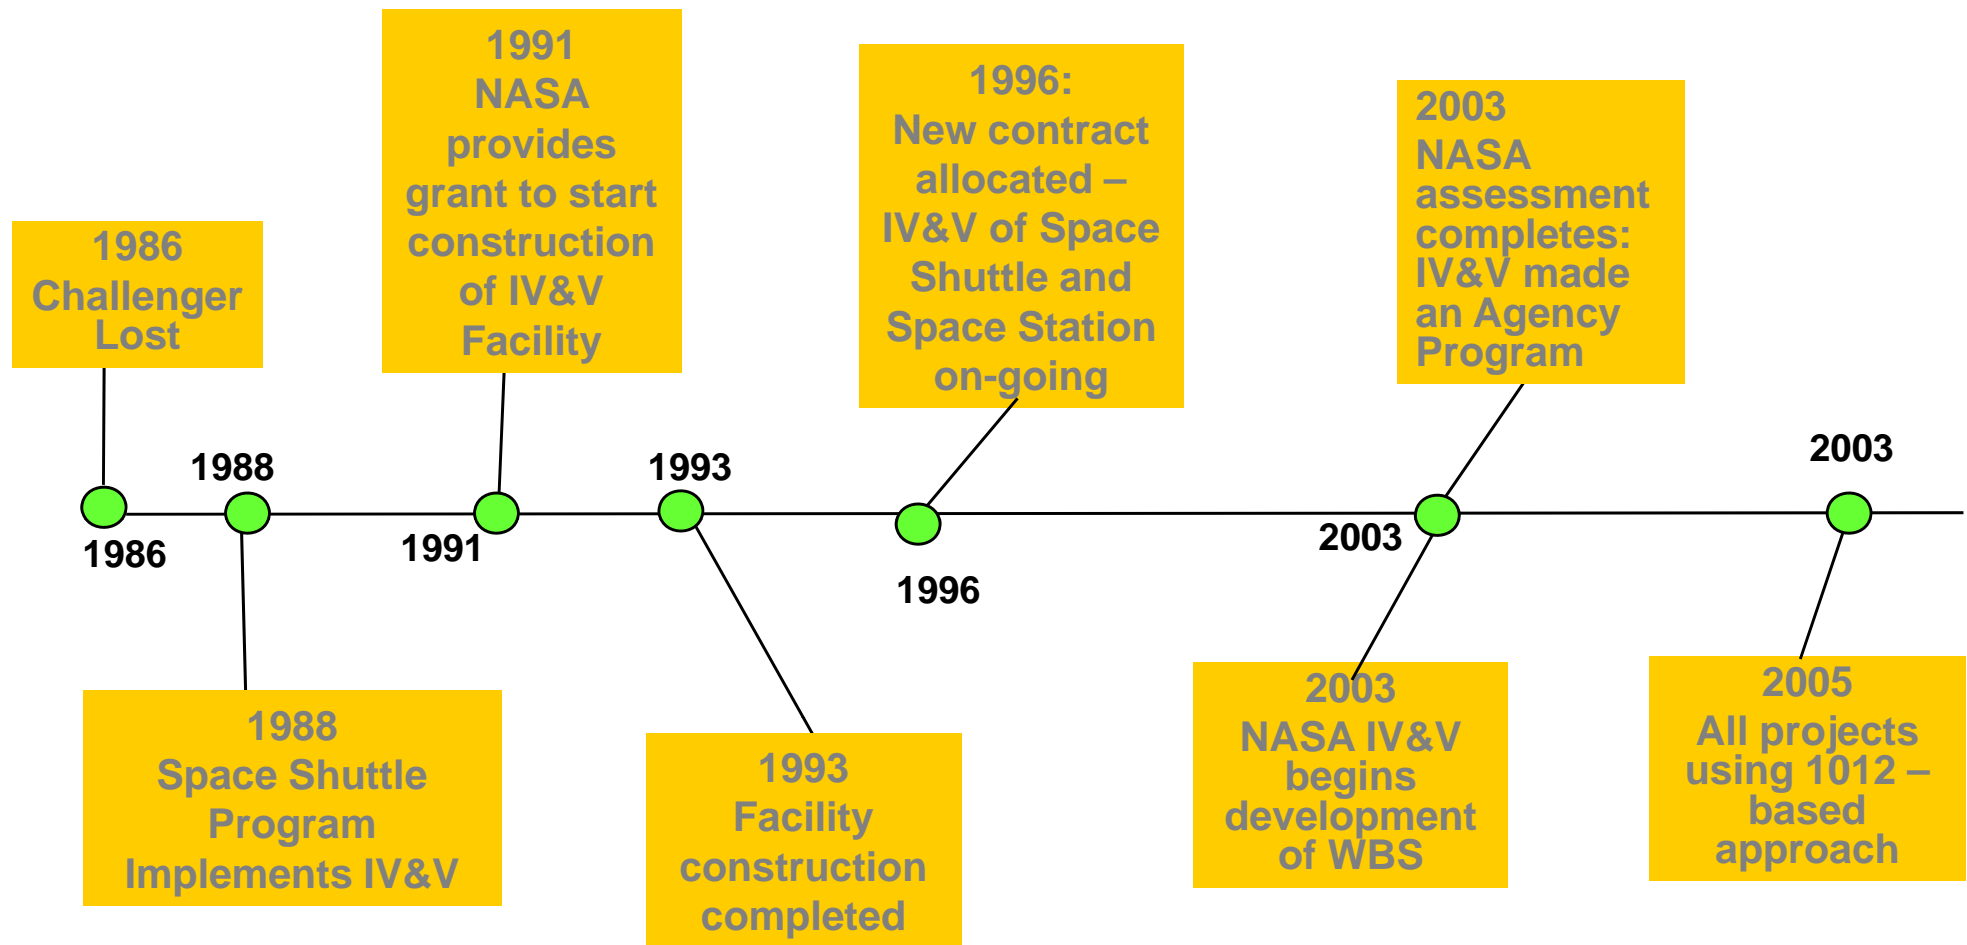 1986
Challenger
Lost
1991
NASA
provides
grant to start
construction
of IV&V
Facility
1996:
New contract
allocated –
IV&V of Space
Shuttle and
Space Station
on-going
2003
NASA
assessment
completes:
IV&V made
an Agency
Program
1988
1993
2003
1986
1991
1996
2003
1988
Space Shuttle
Program
Implements IV&V
1993
Facility
construction
completed
2003
NASA IV&V
begins
development
of WBS
2005
All projects
using 1012 –
based
approach